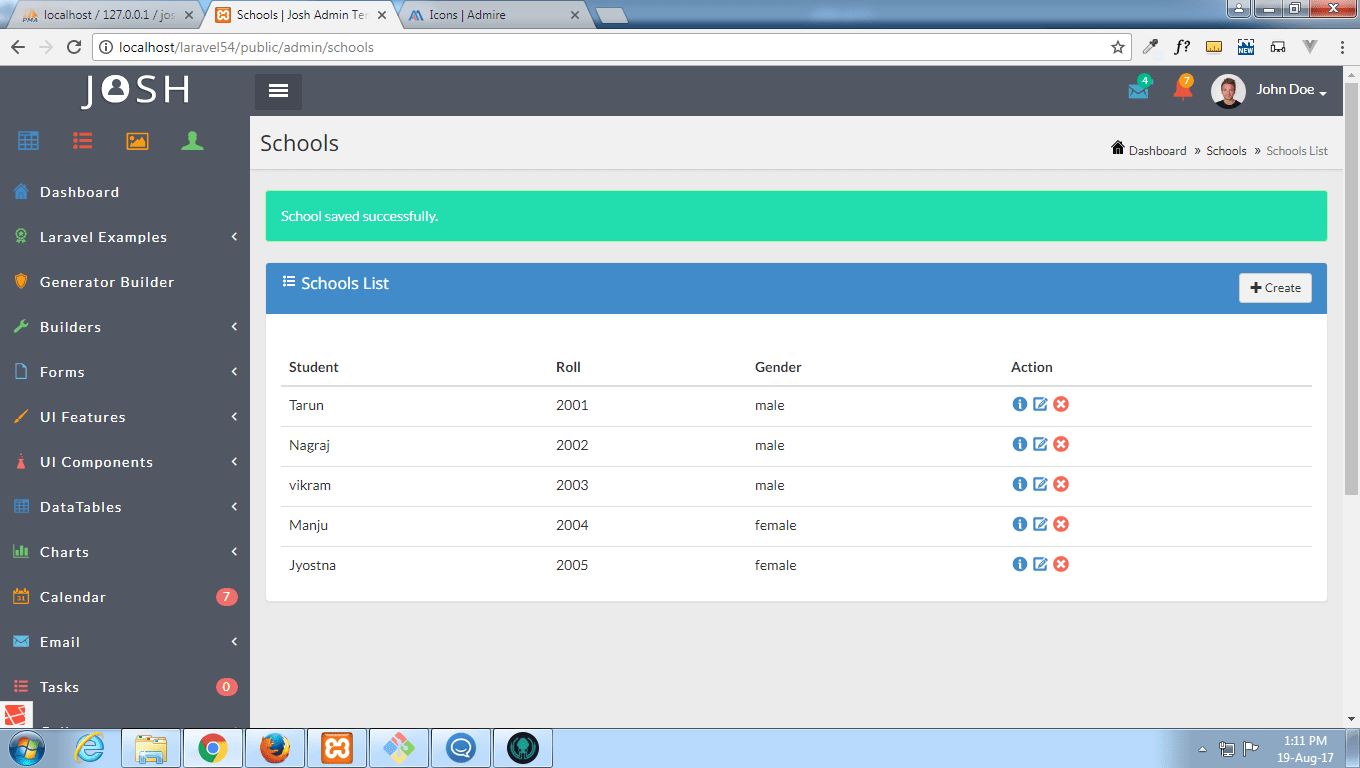 localhost / 127.0.0.1 / jos
Schools | Josh Admin Tem
Icons | Admire
localhost/laravel54/public/admin/schools
f?
NEW
JOSH
4
7
John Doe
Schools
Dashboard » Schools » Schools List
Dashboard
Laravel Examples
Generator Builder
Builders
Forms
UI Features
UI Components
DataTables
Charts
Calendar 7
Email
Tasks 0
School saved successfully.
Schools List
Create
Student Roll Gender Action
Tarun 2001 male
Nagraj 2002 male
vikram 2003 male
Manju 2004 female
Jyostna 2005 female
1:11 PM
19-Aug-17